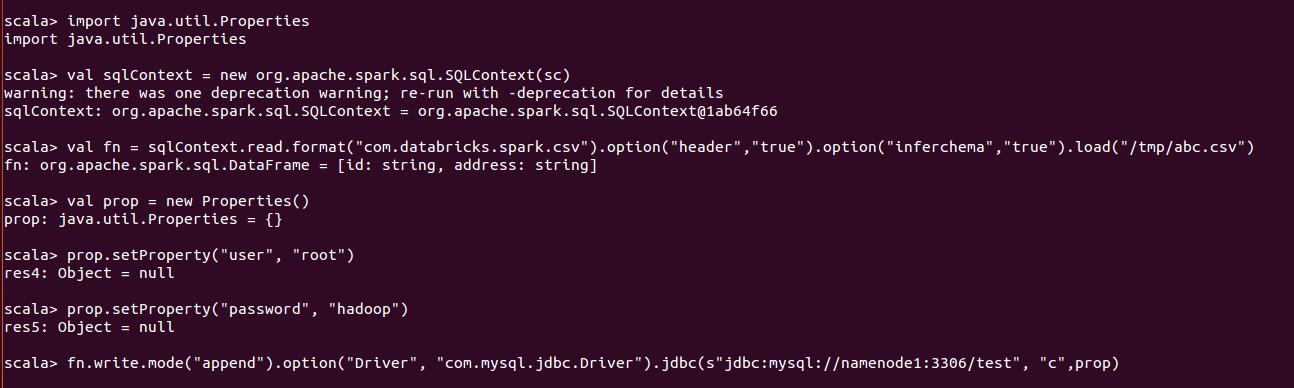 scala> import java.util.Properties
import java.util.Properties
scala> val sqlContext = new org.apache.spark.sql.SQLContext(sc)
warning: there was one deprecation warning; re-run with -deprecation for details
sqlContext: org.apache.spark.sql.SQLContext = org.apache.spark.sql.SQLContext@1ab64f66
scala> val fn = sqlContext.read.format("com.databricks.spark.csv").option("header","true").option("inferchema","true").load("/tmp/abc.csv")
fn: org.apache.spark.sql.DataFrame = [id: string, address: string]
scala> val prop = new Properties()
prop: java.util.Properties = {}
scala> prop.setProperty("user", "root")
res4: Object = null
scala> prop.setProperty("password", "hadoop")
res5: Object = null
scala> fn.write.mode("append").option("Driver", "com.mysql.jdbc.Driver").jdbc(s"jdbc:mysql://namenode1:3306/test", "c",prop)